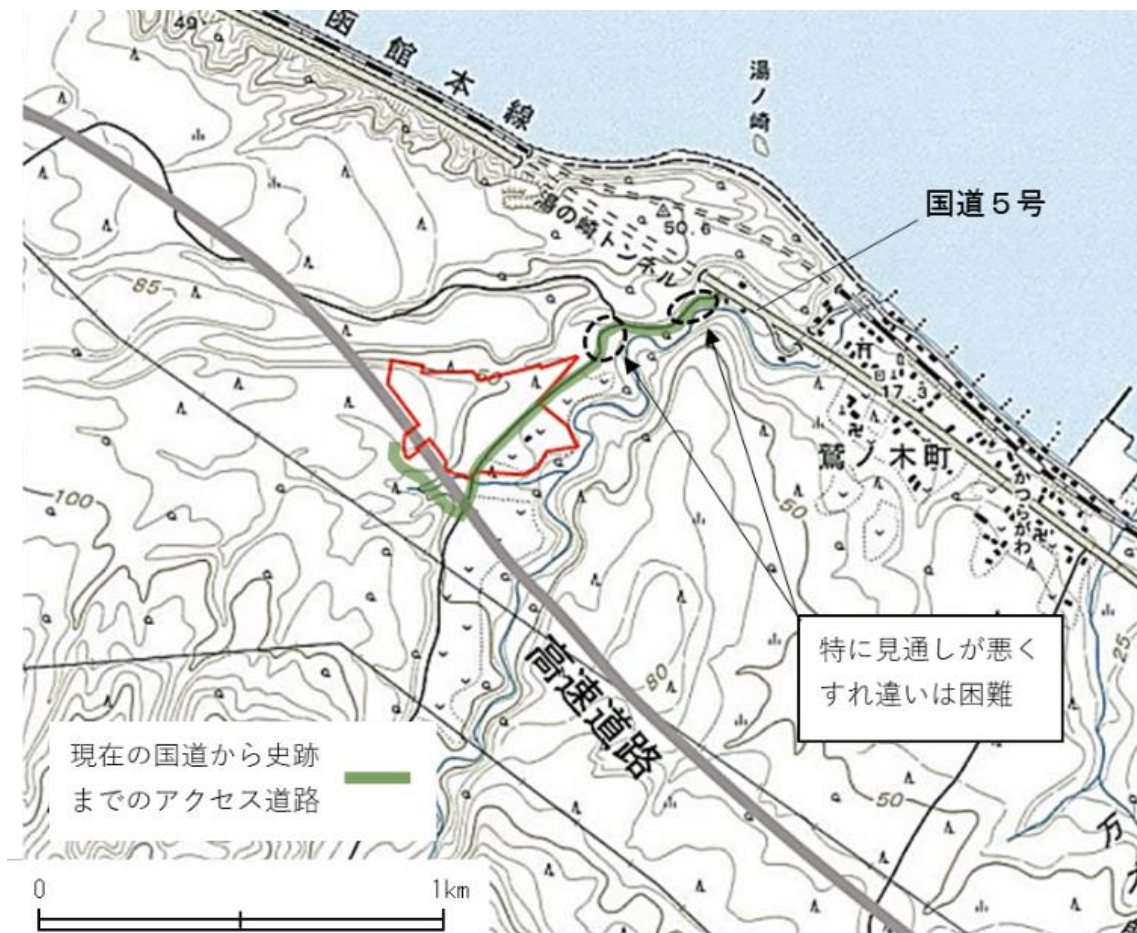 49
函館本線
湯ノ崎
国道5号
湯の崎トンネル
50.6
85
50
17.3
鷲ノ木町
かつらがわ
100
50
25
特に見通しが悪く
すれ違いは困難
高速道路
80
現在の国道から史跡
までのアクセス道路
50
0
1km